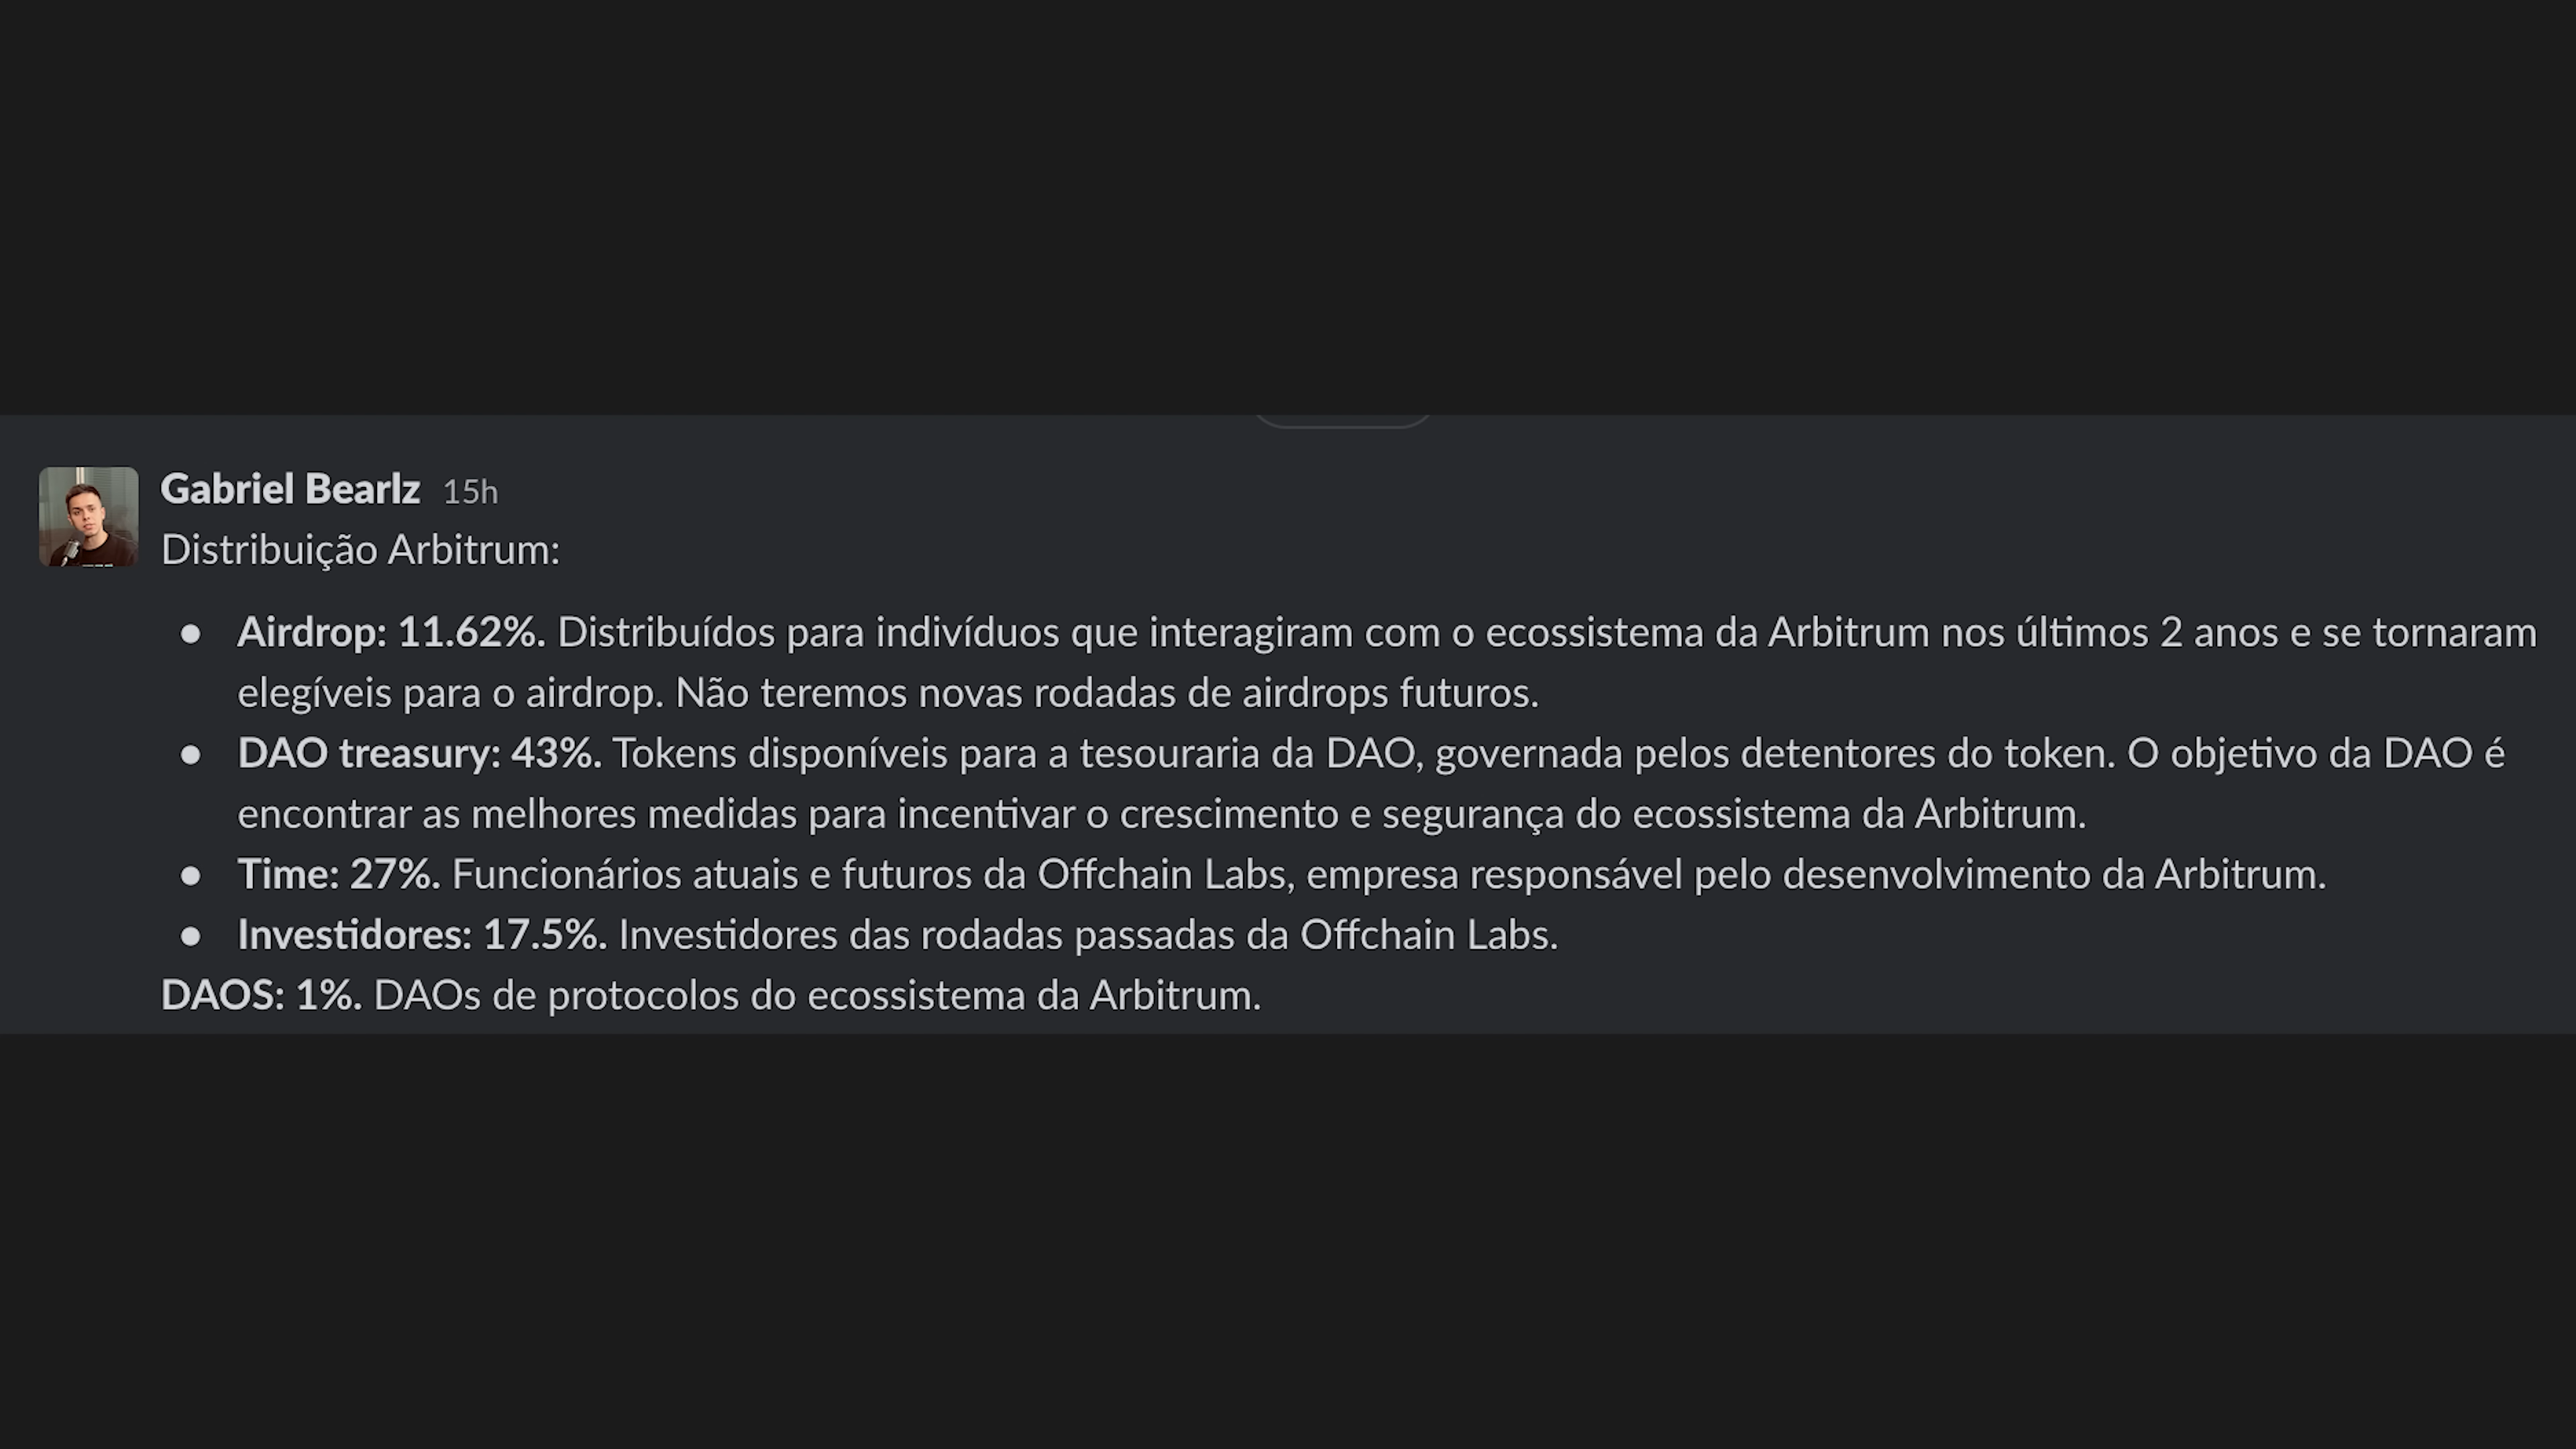 Gabriel Bearlz 15h
Distribuição Arbitrum:
● Airdrop: 11.62%. Distribuídos para indivíduos que interagiram com o ecossistema da Arbitrum nos últimos 2 anos e se tornaram
elegíveis para o airdrop. Não teremos novas rodadas de airdrops futuros.
● DAO treasury: 43%. Tokens disponíveis para a tesouraria da DAO, governada pelos detentores do token. O objetivo da DAO é
encontrar as melhores medidas para incentivar o crescimento e segurança do ecossistema da Arbitrum.
● Time: 27%. Funcionários atuais e futuros da Offchain Labs, empresa responsável pelo desenvolvimento da Arbitrum.
● Investidores: 17.5%. Investidores das rodadas passadas da Offchain Labs.
DAOS: 1%. DAOs de protocolos do ecossistema da Arbitrum.